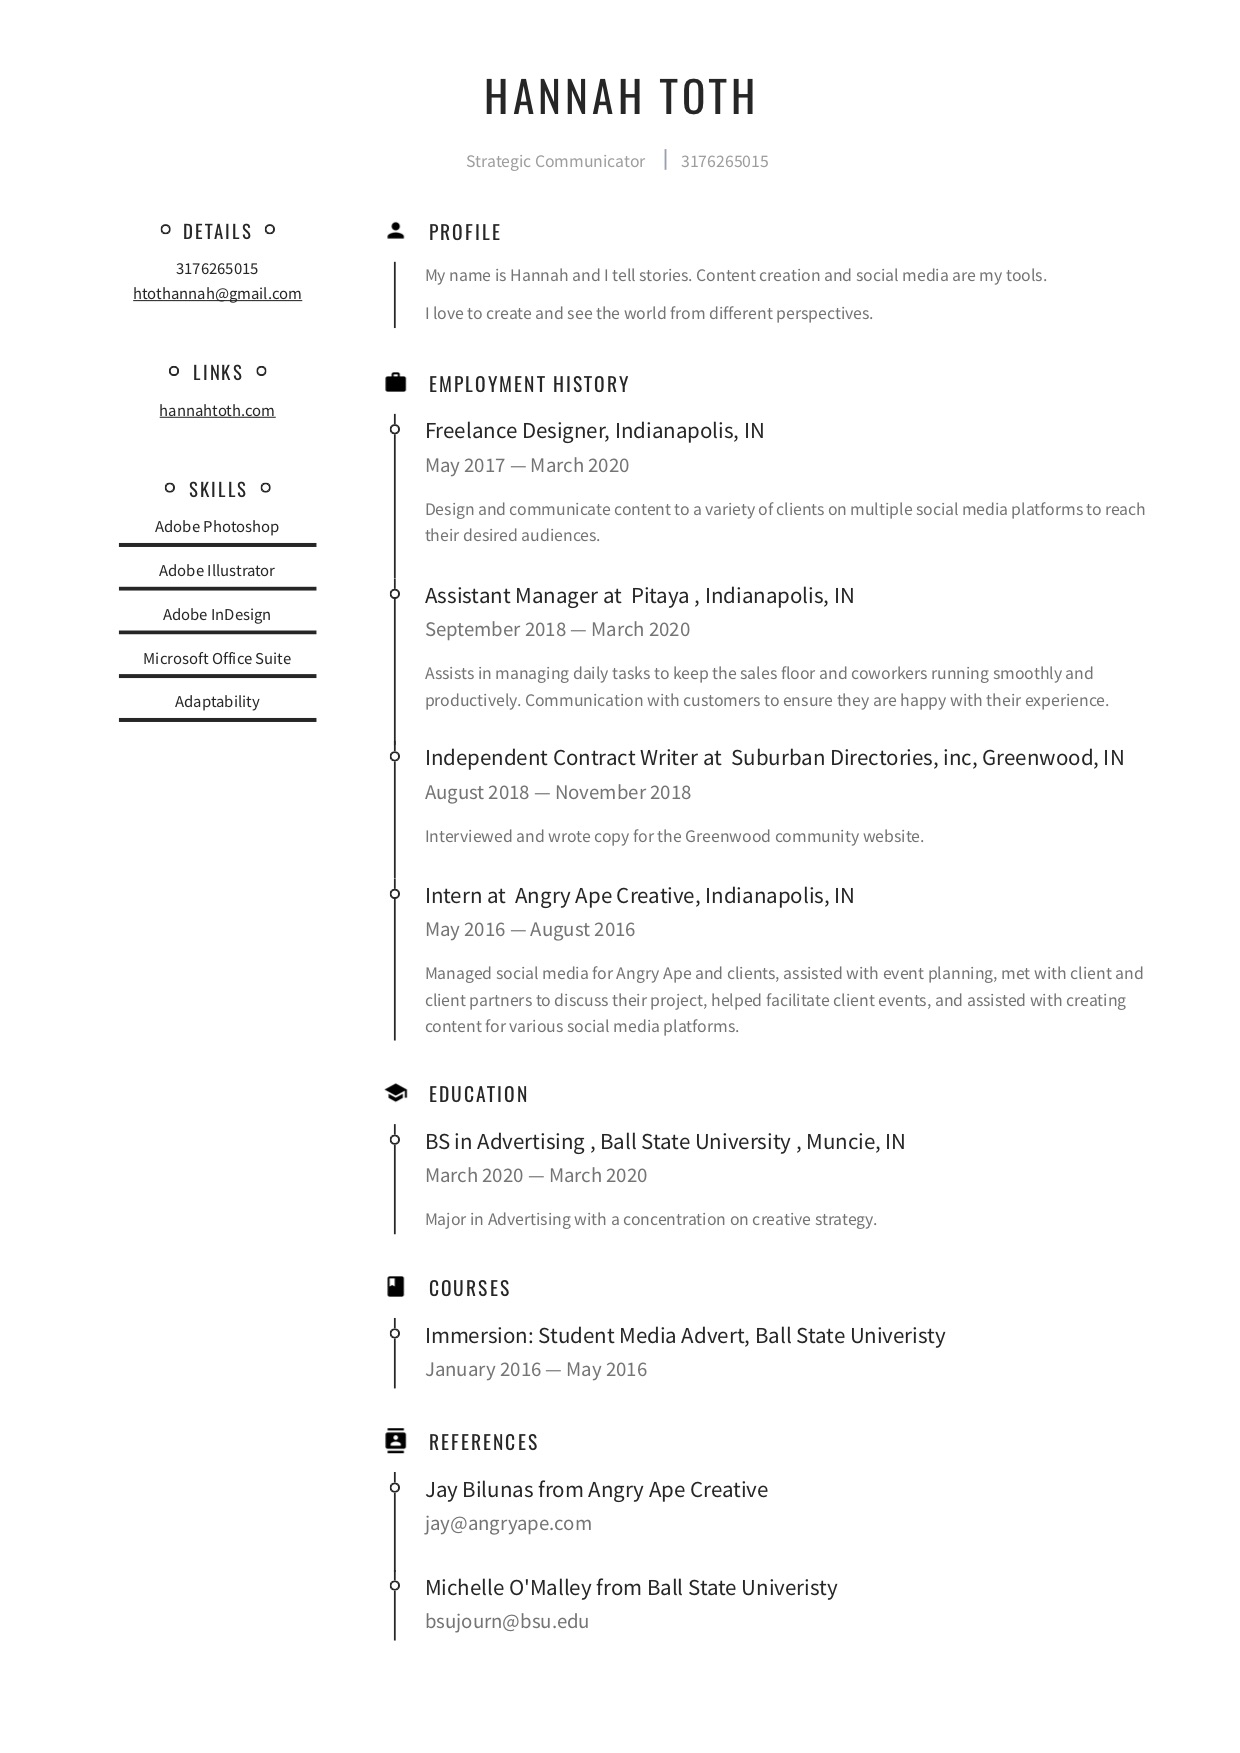 HANNAH TOTH
Strategic Communicator | 3176265015
DETAILS
3176265015
htothannah@gmail.com
LINKS
hannahtoth.com
SKILLS
Adobe Photoshop
Adobe Illustrator
Adobe InDesign
Microsoft Office Suite
Adaptability
PROFILE
My name is Hannah and I tell stories. Content creation and social media are my tools.
I love to create and see the world from different perspectives.
EMPLOYMENT HISTORY
Freelance Designer, Indianapolis, IN
May 2017 — March 2020
Design and communicate content to a variety of clients on multiple social media platforms to reach
their desired audiences.
Assistant Manager at Pitaya , Indianapolis, IN
September 2018 — March 2020
Assists in managing daily tasks to keep the sales floor and coworkers running smoothly and
productively. Communication with customers to ensure they are happy with their experience.
Independent Contract Writer at Suburban Directories, inc, Greenwood, IN
August 2018 — November 2018
Interviewed and wrote copy for the Greenwood community website.
Intern at Angry Ape Creative, Indianapolis, IN
May 2016 — August 2016
Managed social media for Angry Ape and clients, assisted with event planning, met with client and
client partners to discuss their project, helped facilitate client events, and assisted with creating
content for various social media platforms.
EDUCATION
BS in Advertising , Ball State University , Muncie, IN
March 2020 — March 2020
Major in Advertising with a concentration on creative strategy.
COURSES
Immersion: Student Media Advert, Ball State Univeristy
January 2016 — May 2016
REFERENCES
Jay Bilunas from Angry Ape Creative
jay@angryape.com
Michelle O'Malley from Ball State Univeristy
bsujourn@bsu.edu